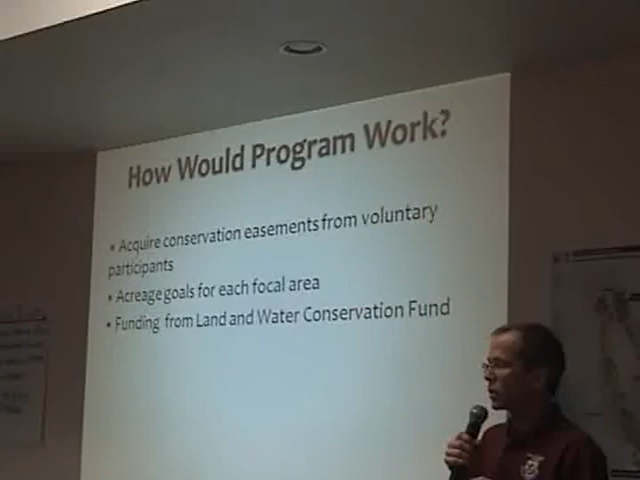 How Would Program Work?
• Acquire conservation easements from voluntary
participants
• Acreage goals for each focal area
• Funding from Land and Water Conservation Fund